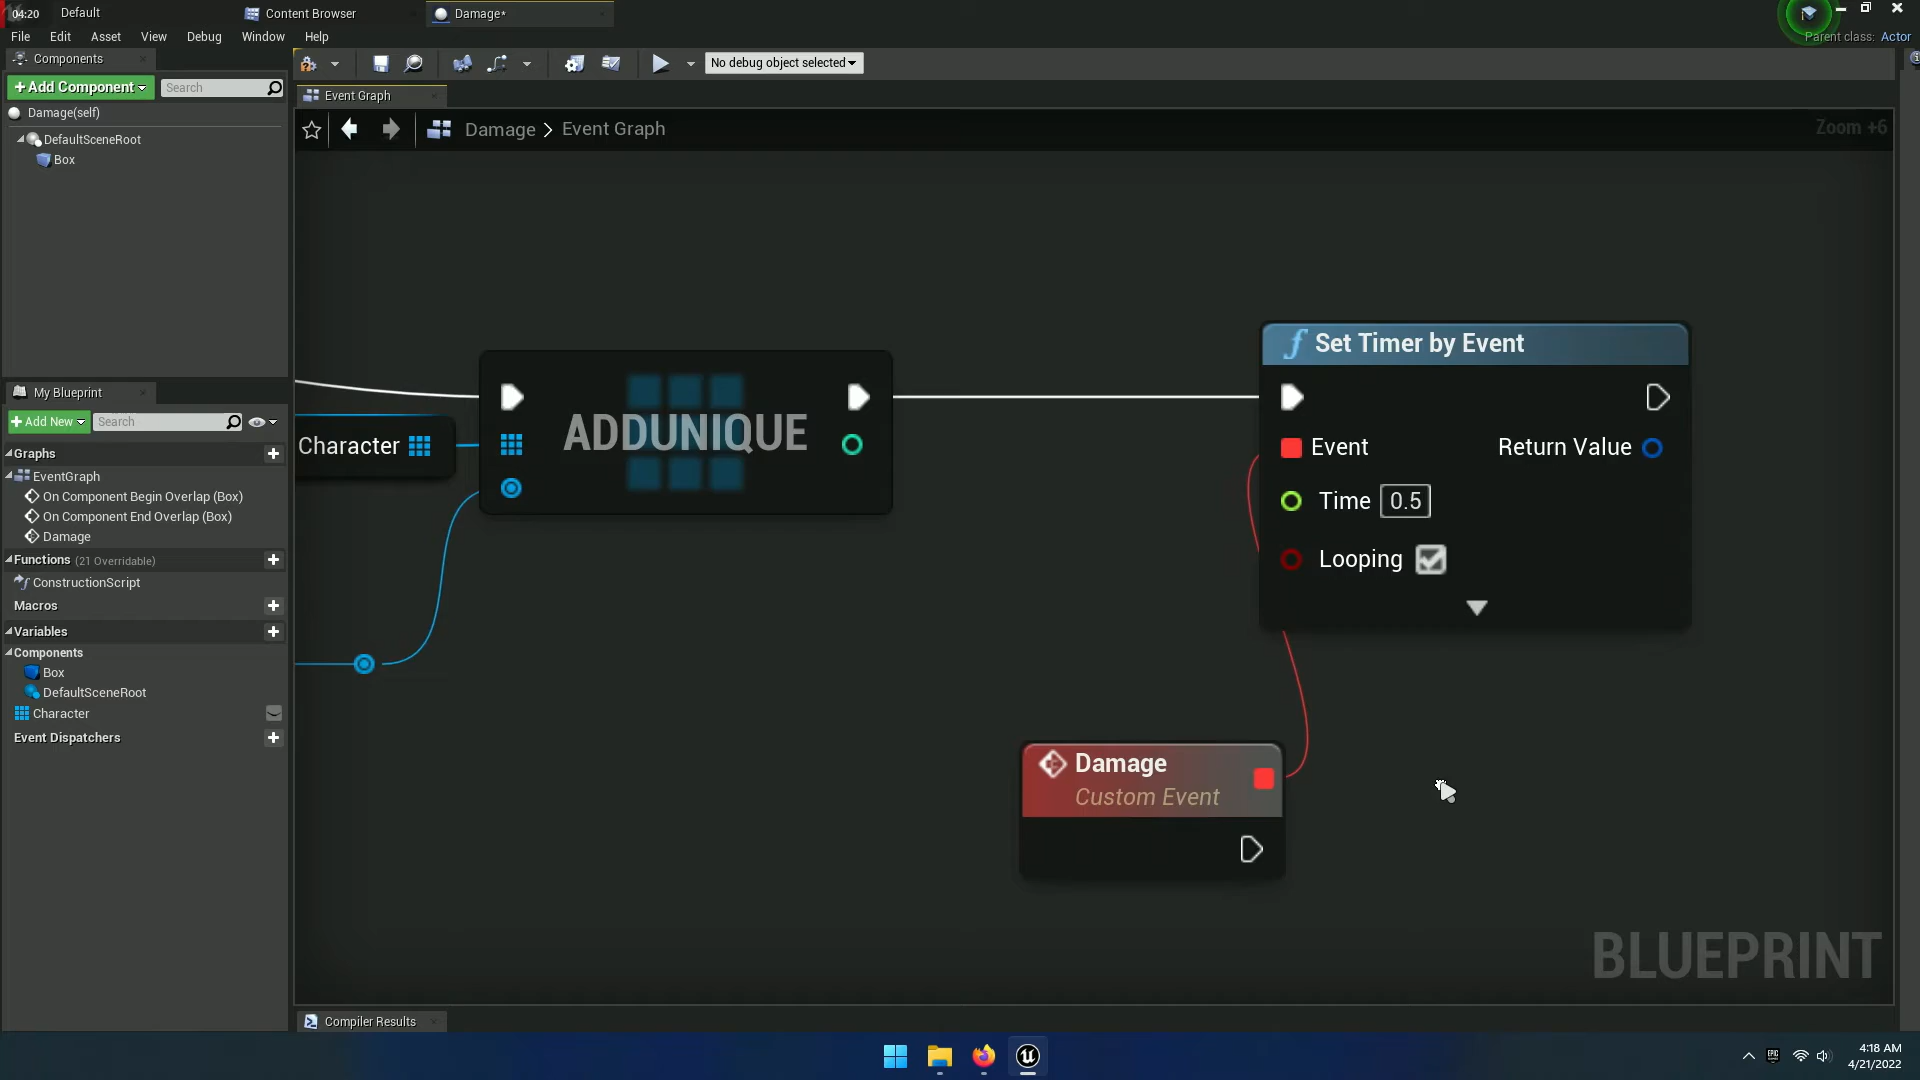 04:20
Default
Content Browser
Damage*
File Edit Asset View Debug Window Help
Parent class: Actor
Components
+Add Component
Search
Damage(self)
DefaultSceneRoot
Box
No debug object selected
Event Graph
Damage > Event Graph
Zoom +6
My Blueprint
+Add New
Search
Graphs
EventGraph
On Component Begin Overlap (Box)
On Component End Overlap (Box)
Damage
Functions (21 Overridable)
ConstructionScript
Macros
Variables
Components
Box
DefaultSceneRoot
Character
Event Dispatchers
Character
ADDUNIQUE
f Set Timer by Event
Event
Return Value
Time 0.5
Looping
Damage
Custom Event
BLUEPRINT
Compiler Results
4:18 AM
4/21/2022